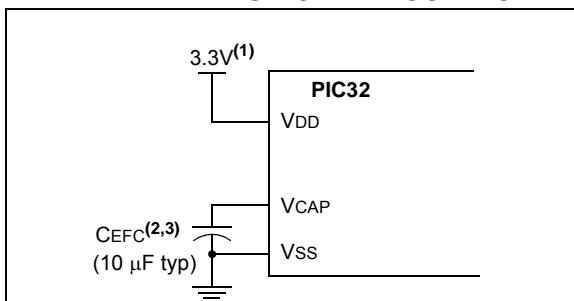 3.3V(1)
PIC32
VDD
VCAP
CEFC(2,3)
(10 μF typ)
VSS